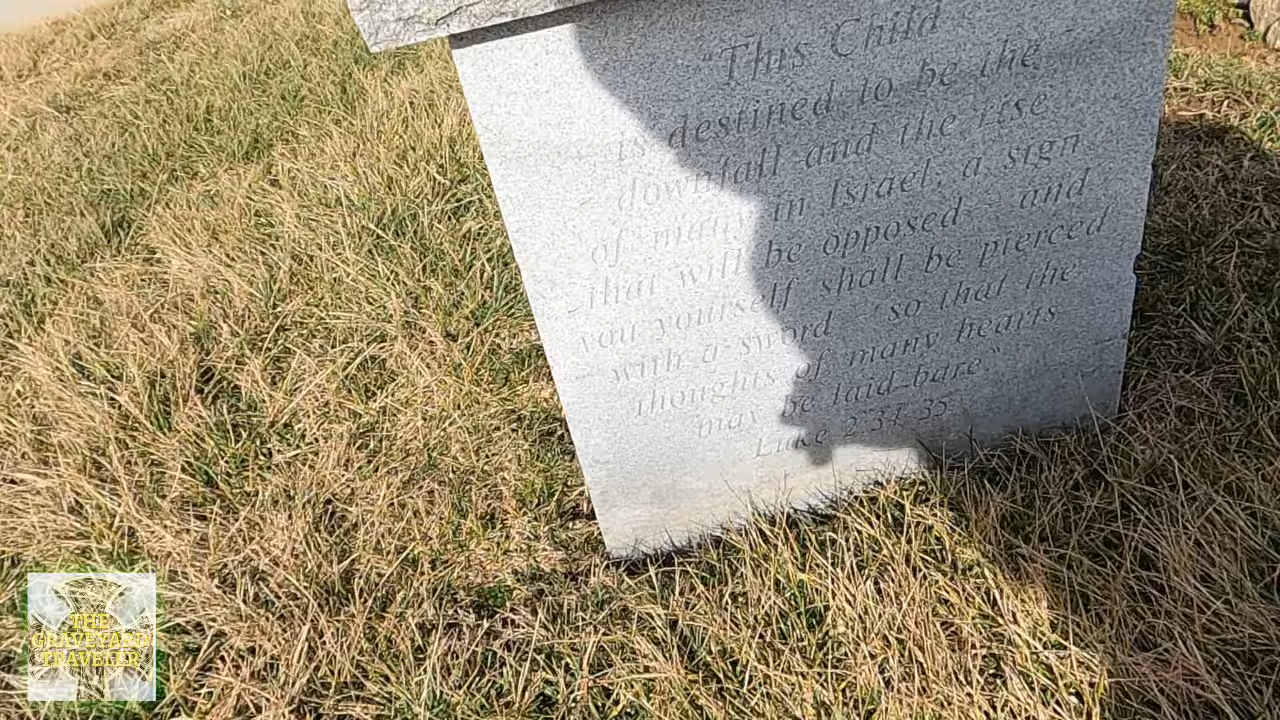 "This Child
is destined to be the
downfall and the rise
of many in Israel, a sign
that will be opposed – and
you yourself shall be pierced
with a sword – so that the
thoughts of many hearts
may be laid bare."
Luke 2:34-35
THE
GRAVEYARD
TRAVELER